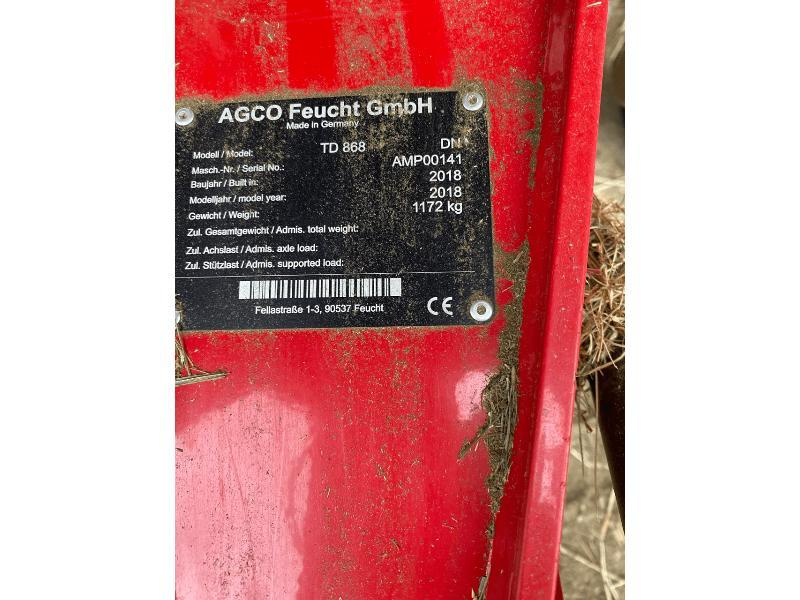 AGCO Feucht GmbH
Made in Germany
Modell / Model: TD 868 DN
Masch.-Nr. / Serial No.: AMP00141
Baujahr / Built in: 2018
Modelljahr / model year: 2018
Gewicht / Weight: 1172 kg
Zul. Gesamtgewicht / Admis. total weight:
Zul. Achslast / Admis. axle load:
Zul. Stützlast / Admis. supported load:
Fellastraße 1-3, 90537 Feucht
CE